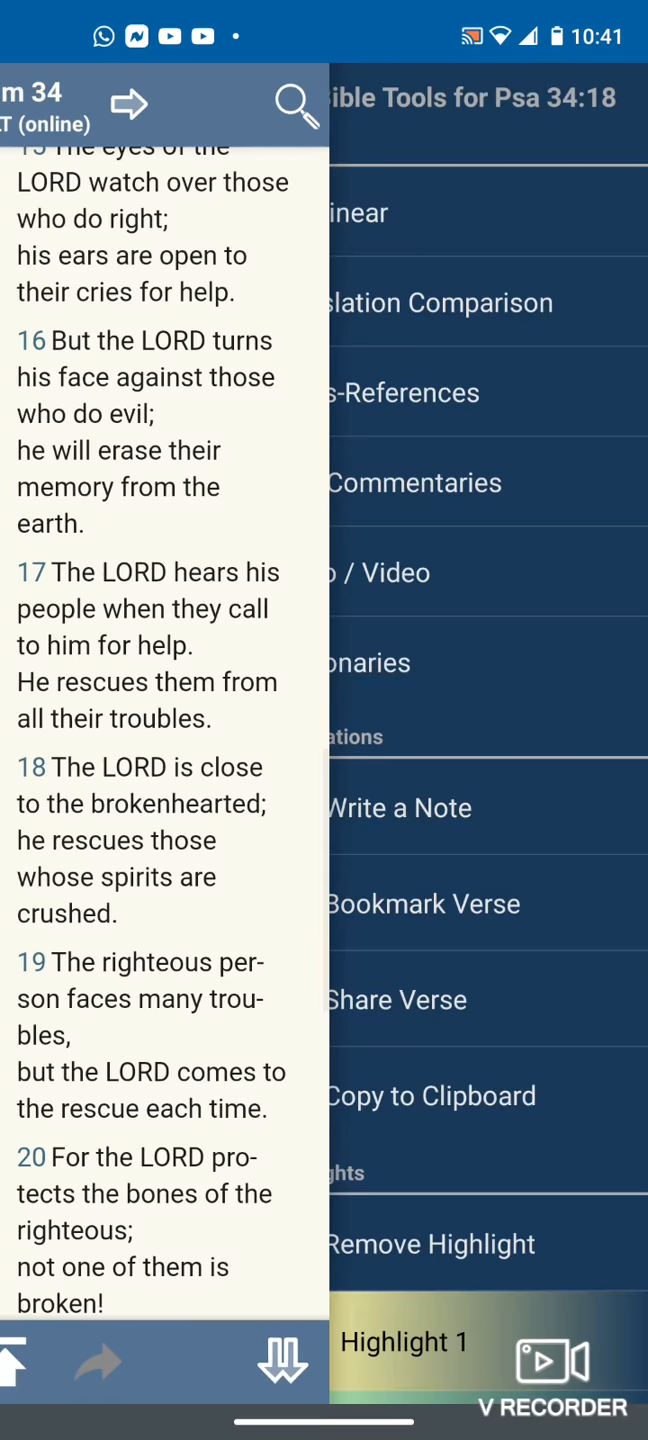 10:41
m 34
T (online)
ible Tools for Psa 34:18
15 The eyes of the
LORD watch over those
who do right;
his ears are open to
their cries for help.
16 But the LORD turns
his face against those
who do evil;
he will erase their
memory from the
earth.
17 The LORD hears his
people when they call
to him for help.
He rescues them from
all their troubles.
18 The LORD is close
to the brokenhearted;
he rescues those
whose spirits are
crushed.
19 The righteous per-
son faces many trou-
bles,
but the LORD comes to
the rescue each time.
20 For the LORD pro-
tects the bones of the
righteous;
not one of them is
broken!
inear
slation Comparison
s-References
Commentaries
o / Video
onaries
ations
Write a Note
Bookmark Verse
Share Verse
Copy to Clipboard
ghts
Remove Highlight
Highlight 1
V RECORDER